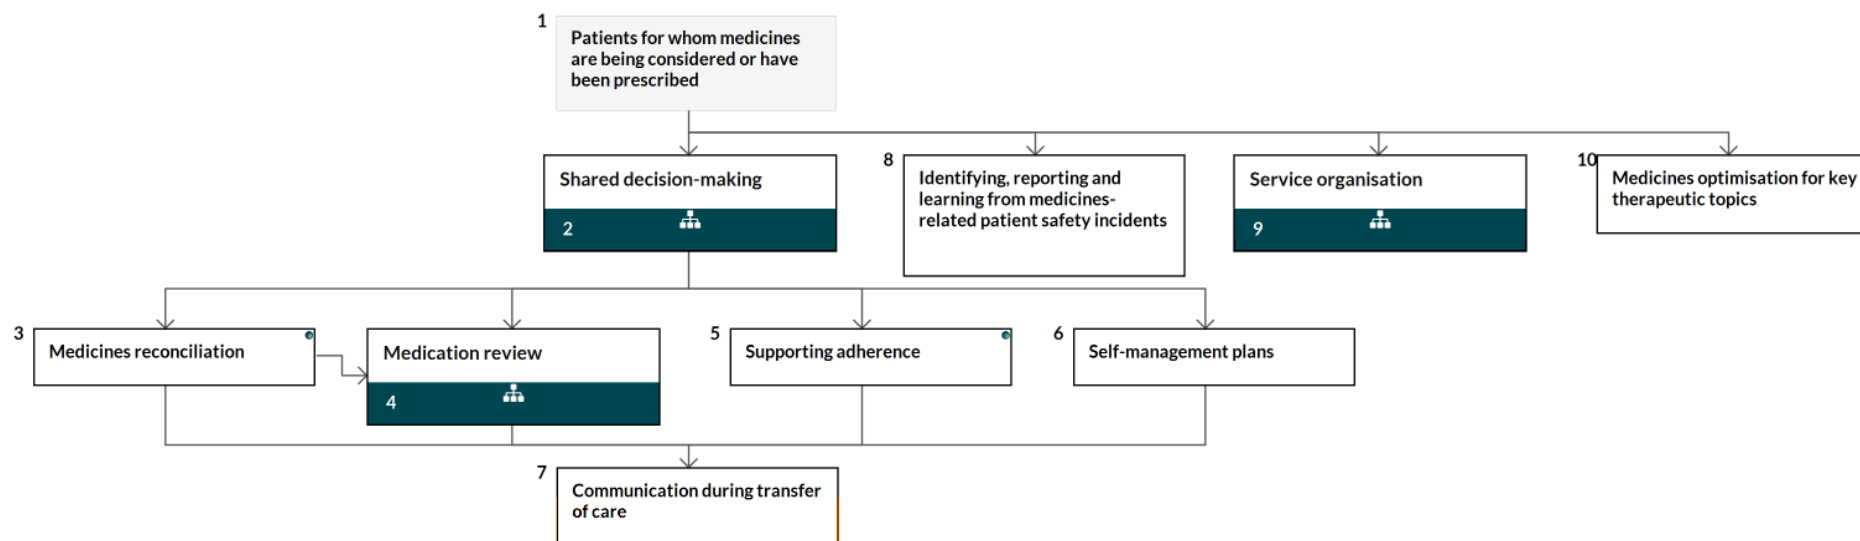 1
Patients for whom medicines
are being considered or have
been prescribed
Shared decision-making
2
8
Identifying, reporting and
learning from medicines-
related patient safety incidents
Service organisation
9
10
Medicines optimisation for key
therapeutic topics
3
Medicines reconciliation
Medication review
4
5
Supporting adherence
6
Self-management plans
7
Communication during transfer
of care